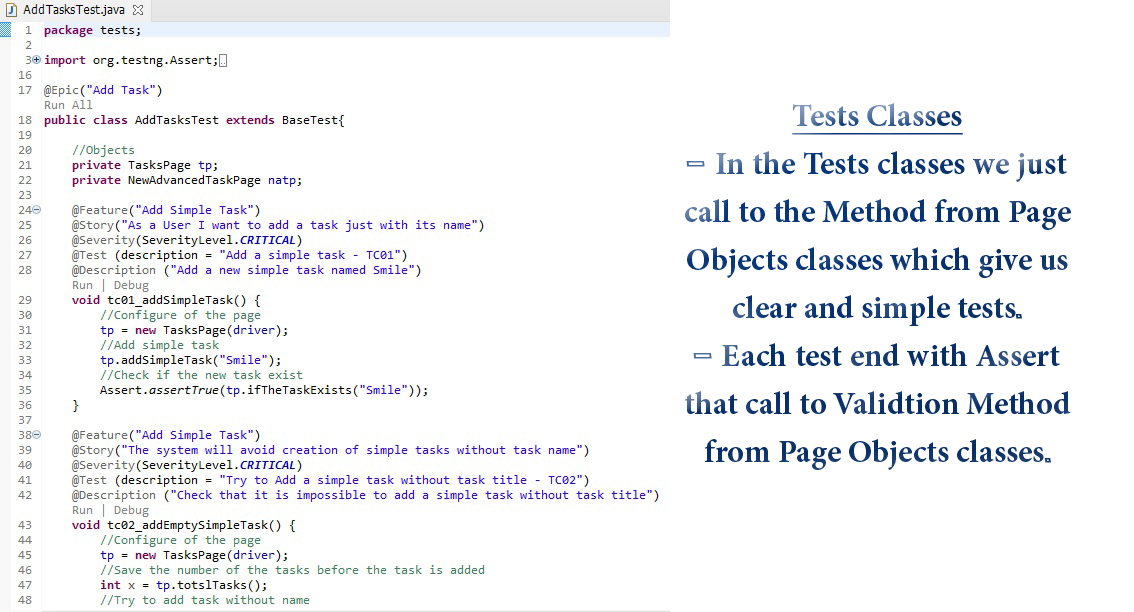 AddTasksTest.java
1 package tests;
2
3 import org.testng.Assert;
16
17 @Epic("Add Task")
Run All
18 public class AddTasksTest extends BaseTest{
19
20 //Objects
21 private TasksPage tp;
22 private NewAdvancedTaskPage natp;
23
24 @Feature("Add Simple Task")
25 @Story("As a User I want to add a task just with its name")
26 @Severity(SeverityLevel.CRITICAL)
27 @Test (description = "Add a simple task - TC01")
28 @Description ("Add a new simple task named Smile")
Run | Debug
29 void tc01_addSimpleTask() {
30 //Configure of the page
31 tp = new TasksPage(driver);
32 //Add simple task
33 tp.addSimpleTask("Smile");
34 //Check if the new task exist
35 Assert.assertTrue(tp.ifTheTaskExists("Smile"));
36 }
37
38 @Feature("Add Simple Task")
39 @Story("The system will avoid creation of simple tasks without task name")
40 @Severity(SeverityLevel.CRITICAL)
41 @Test (description = "Try to Add a simple task without task title - TC02")
42 @Description ("Check that it is impossible to add a simple task without task title")
Run | Debug
43 void tc02_addEmptySimpleTask() {
44 //Configure of the page
45 tp = new TasksPage(driver);
46 //Save the number of the tasks before the task is added
47 int x = tp.totslTasks();
48 //Try to add task without name
Tests Classes
- In the Tests classes we just
call to the Method from Page
Objects classes which give us
clear and simple tests.
- Each test end with Assert
that call to Validtion Method
from Page Objects classes.